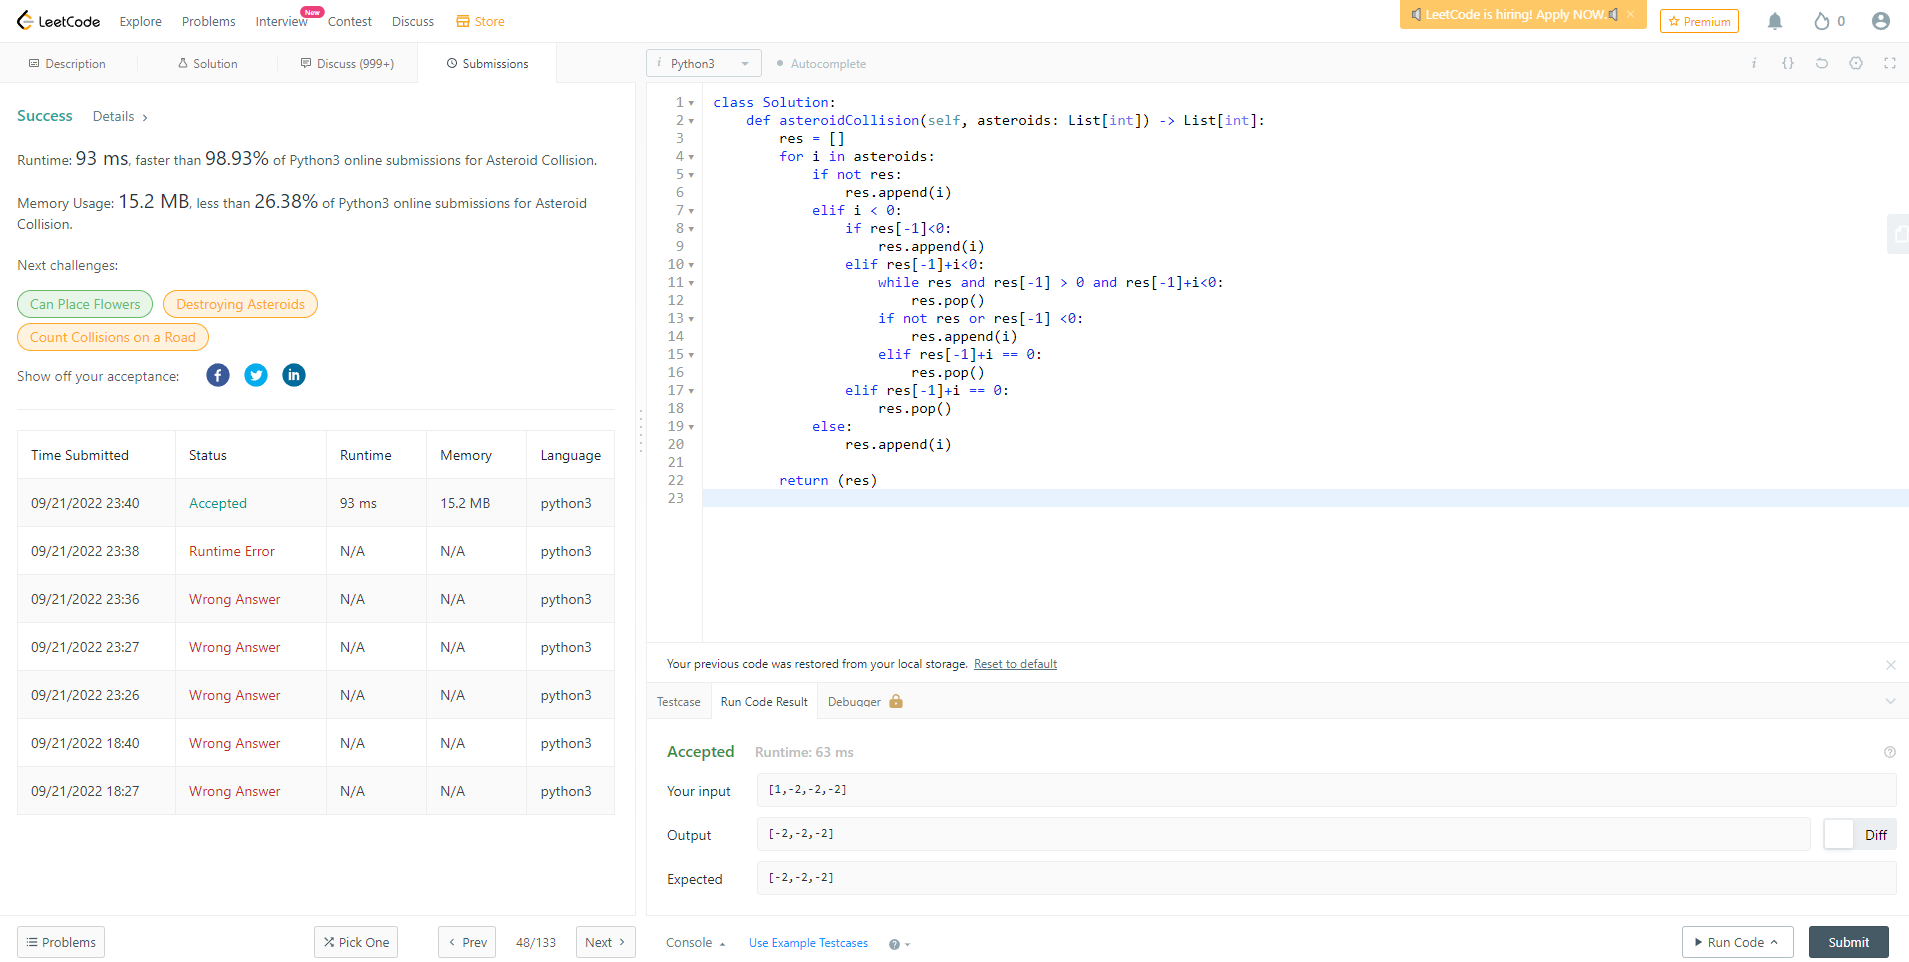 LeetCode Explore Problems Interview New Contest Discuss Store LeetCode is hiring! Apply NOW. × Premium 0
Description Solution Discuss (999+) Submissions
Success Details >
Runtime: 93 ms, faster than 98.93% of Python3 online submissions for Asteroid Collision.
Memory Usage: 15.2 MB, less than 26.38% of Python3 online submissions for Asteroid
Collision.
Next challenges:
Can Place Flowers Destroying Asteroids
Count Collisions on a Road
Show off your acceptance:
Time Submitted Status Runtime Memory Language
09/21/2022 23:40 Accepted 93 ms 15.2 MB python3
09/21/2022 23:38 Runtime Error N/A N/A python3
09/21/2022 23:36 Wrong Answer N/A N/A python3
09/21/2022 23:27 Wrong Answer N/A N/A python3
09/21/2022 23:26 Wrong Answer N/A N/A python3
09/21/2022 18:40 Wrong Answer N/A N/A python3
09/21/2022 18:27 Wrong Answer N/A N/A python3
Problems Pick One < Prev 48/133 Next >
i Python3 Autocomplete i {}
1 class Solution:
2     def asteroidCollision(self, asteroids: List[int]) -> List[int]:
3         res = []
4         for i in asteroids:
5             if not res:
6                 res.append(i)
7             elif i < 0:
8                 if res[-1]<0:
9                     res.append(i)
10                 elif res[-1]+i<0:
11                     while res and res[-1] > 0 and res[-1]+i<0:
12                         res.pop()
13                     if not res or res[-1] <0:
14                         res.append(i)
15                     elif res[-1]+i == 0:
16                         res.pop()
17                 elif res[-1]+i == 0:
18                     res.pop()
19             else:
20                 res.append(i)
21
22         return (res)
23
Your previous code was restored from your local storage. Reset to default
Testcase Run Code Result Debugger
Accepted Runtime: 63 ms
Your input [1,-2,-2,-2]
Output [-2,-2,-2] Diff
Expected [-2,-2,-2]
Console Use Example Testcases ? Run Code Submit